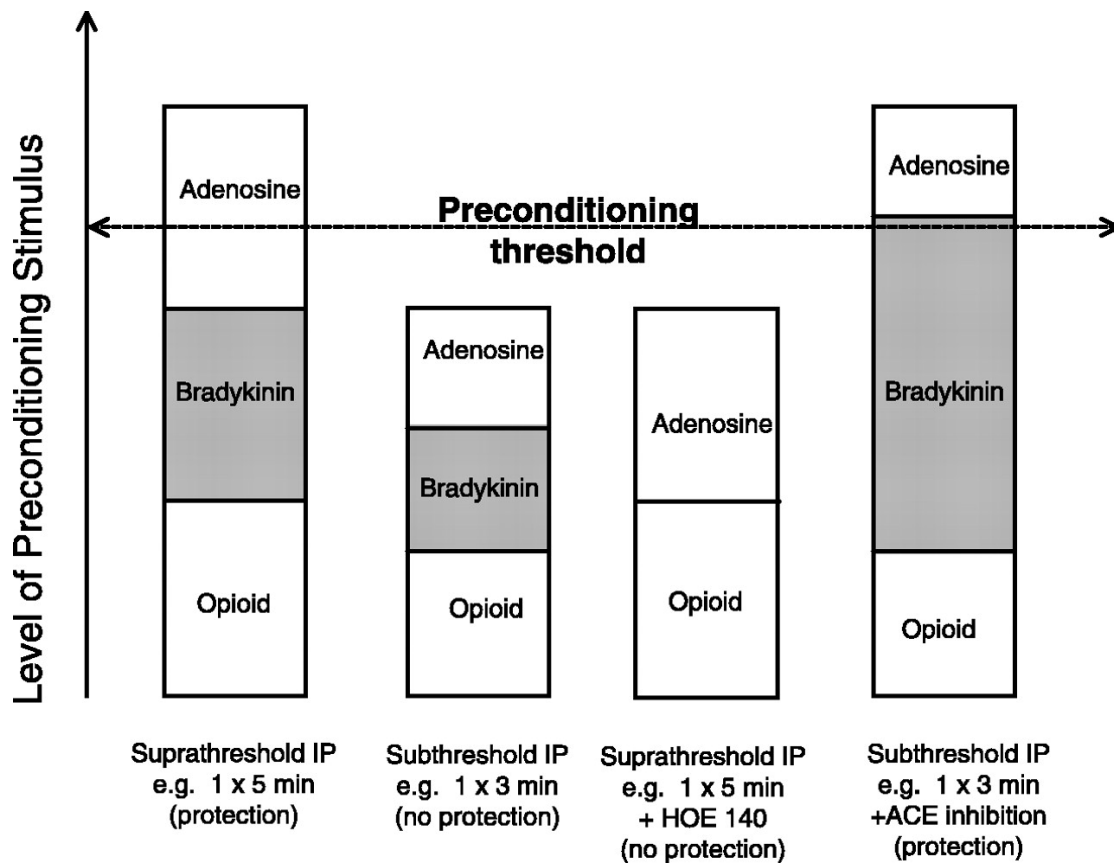 Level of Preconditioning Stimulus
Preconditioning
threshold
Adenosine
Bradykinin
Opioid
Suprathreshold IP
e.g. 1 x 5 min
(protection)
Adenosine
Bradykinin
Opioid
Subthreshold IP
e.g. 1 x 3 min
(no protection)
Adenosine
Opioid
Suprathreshold IP
e.g. 1 x 5 min
+ HOE 140
(no protection)
Adenosine
Bradykinin
Opioid
Subthreshold IP
e.g. 1 x 3 min
+ACE inhibition
(protection)